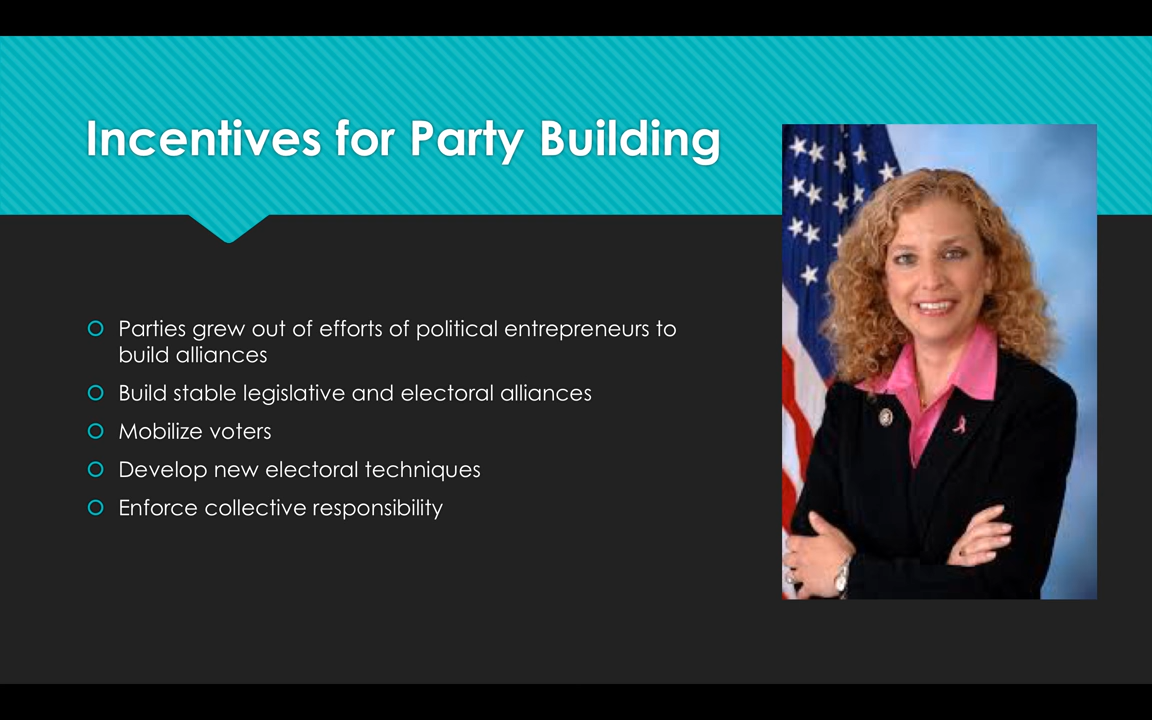 Incentives for Party Building
Parties grew out of efforts of political entrepreneurs to
build alliances
Build stable legislative and electoral alliances
Mobilize voters
Develop new electoral techniques
Enforce collective responsibility